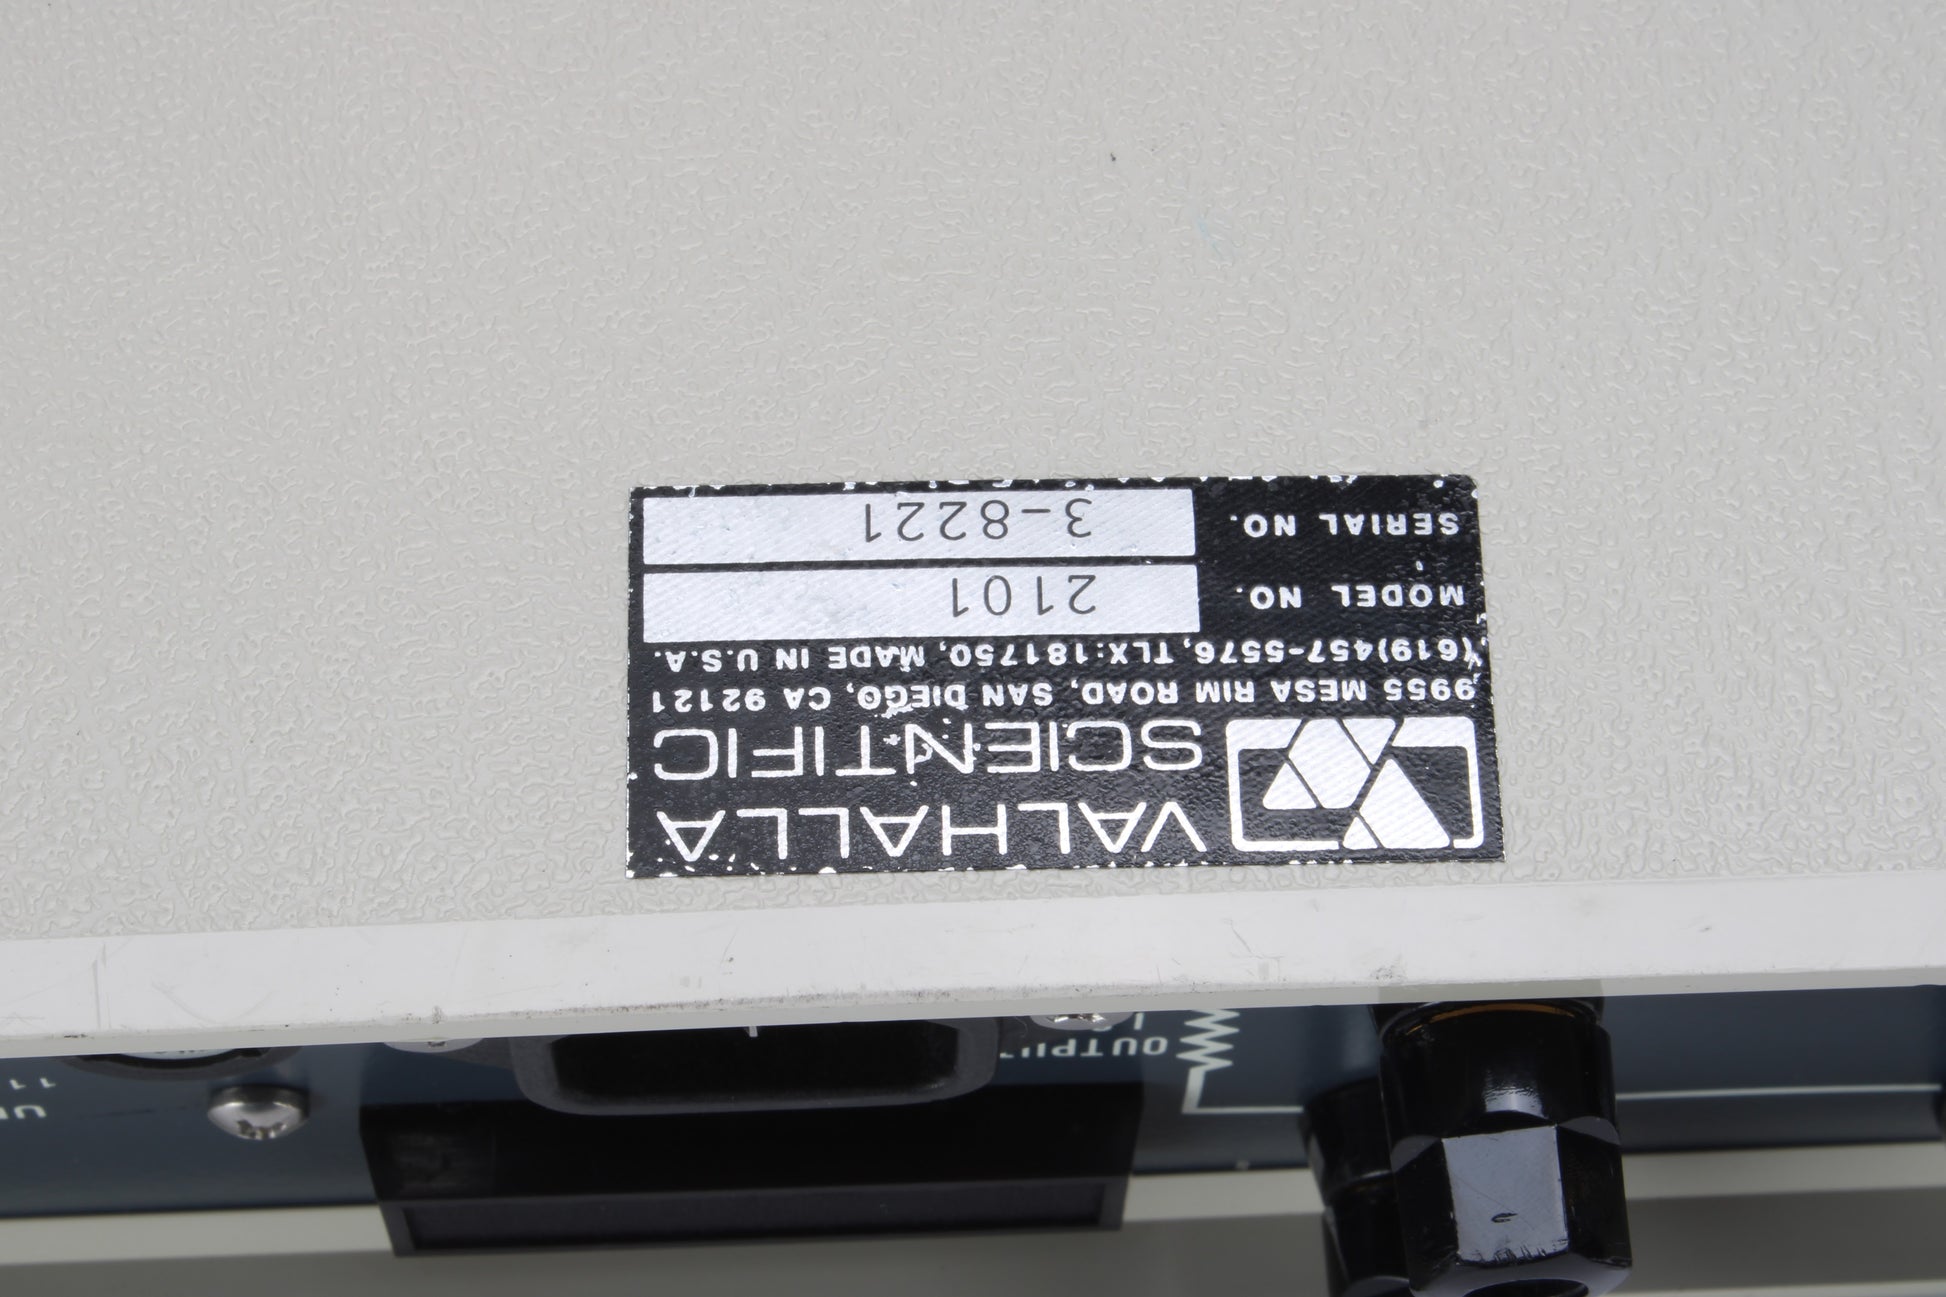 VALHALLA
SCIENTIFIC
9955 MESA RIM ROAD, SAN DIEGO, CA 92121
(619)457-5576, TLX:181750, MADE IN U.S.A.
MODEL NO. 2101
SERIAL NO. 3-8221